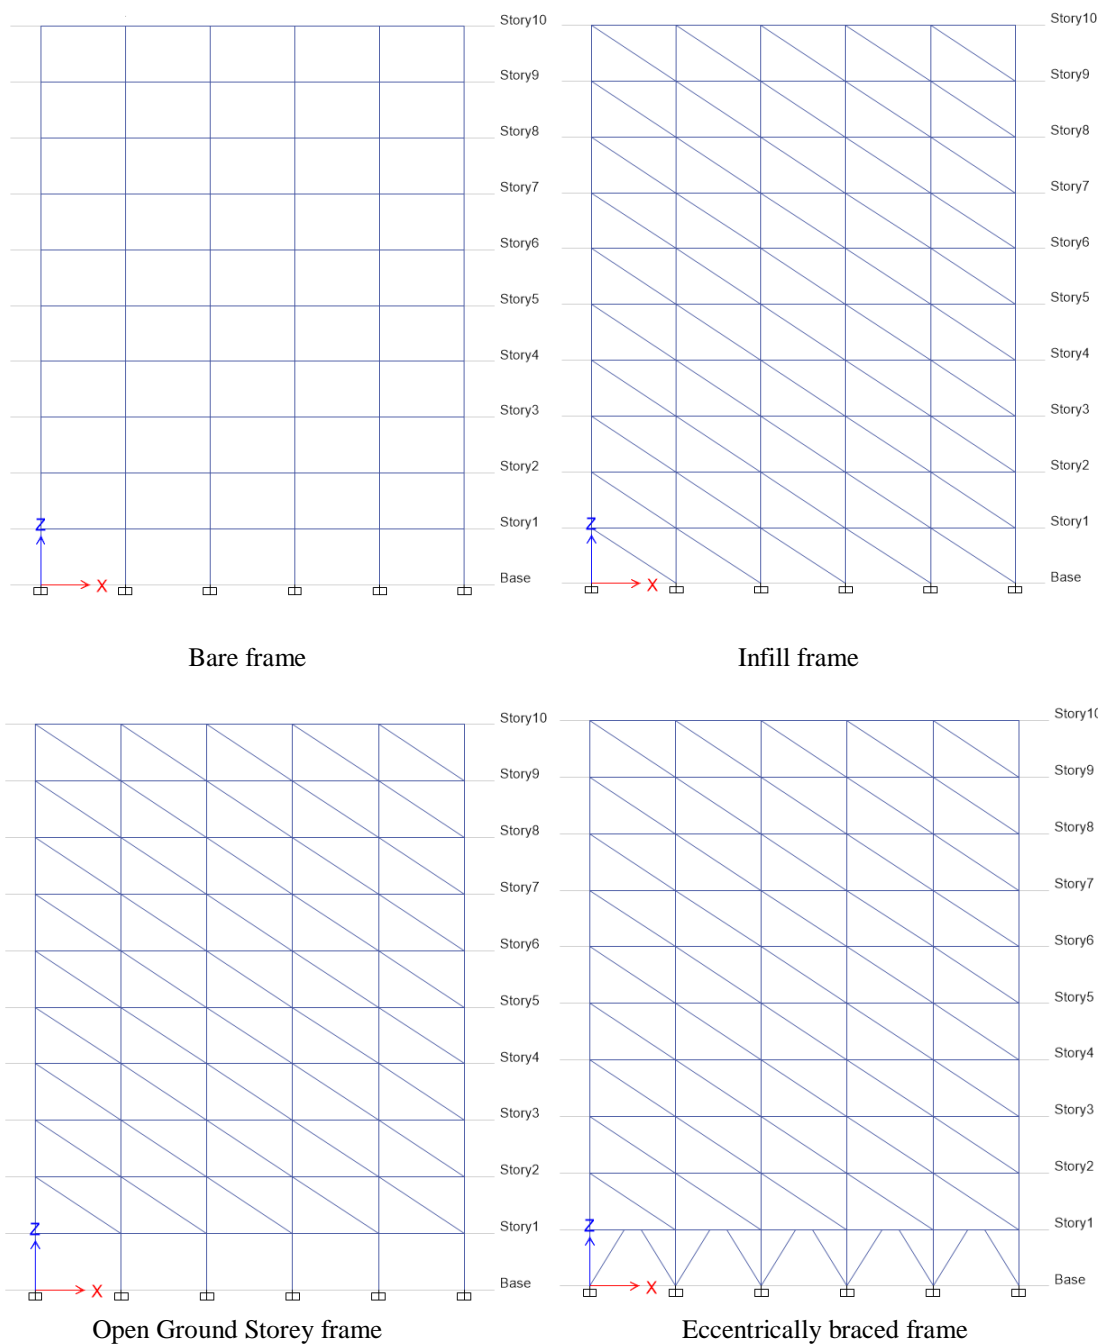 Story10
Story9
Story8
Story7
Story6
Story5
Story4
Story3
Story2
Story1
Z
Base
X
Bare frame
Story10
Story9
Story8
Story7
Story6
Story5
Story4
Story3
Story2
Story1
Z
Base
X
Infill frame
Story10
Story9
Story8
Story7
Story6
Story5
Story4
Story3
Story2
Story1
Z
Base
X
Open Ground Storey frame
Story10
Story9
Story8
Story7
Story6
Story5
Story4
Story3
Story2
Story1
Z
Base
X
Eccentrically braced frame